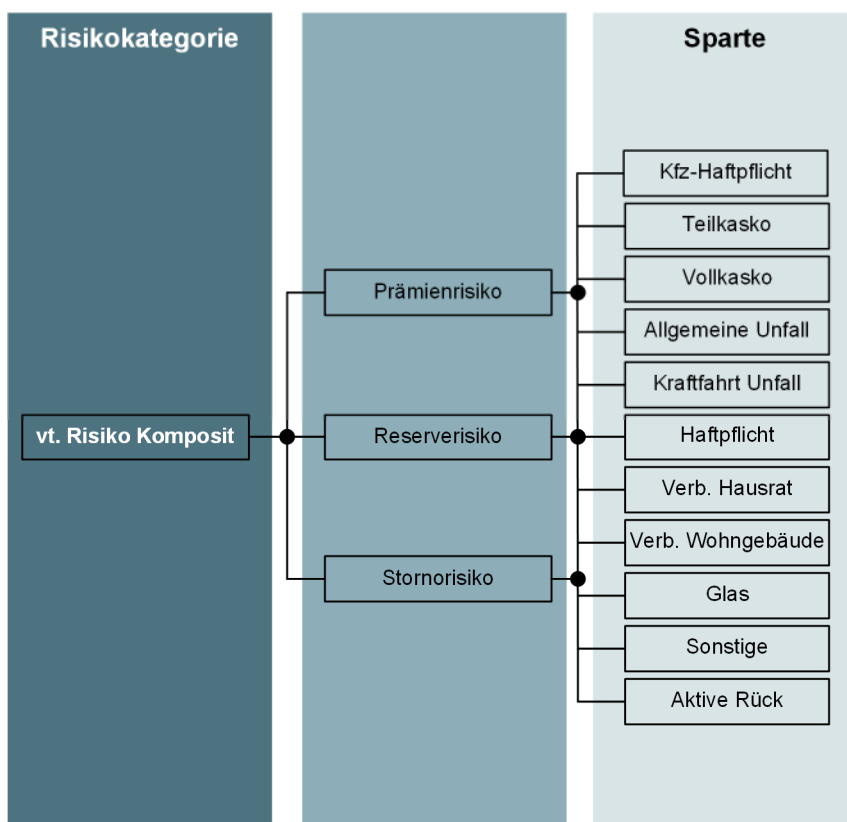 Risikokategorie
Sparte
vt. Risiko Komposit
Prämienrisiko
Reserverisiko
Stornorisiko
Kfz-Haftpflicht
Teilkasko
Vollkasko
Allgemeine Unfall
Kraftfahrt Unfall
Haftpflicht
Verb. Hausrat
Verb. Wohngebäude
Glas
Sonstige
Aktive Rück